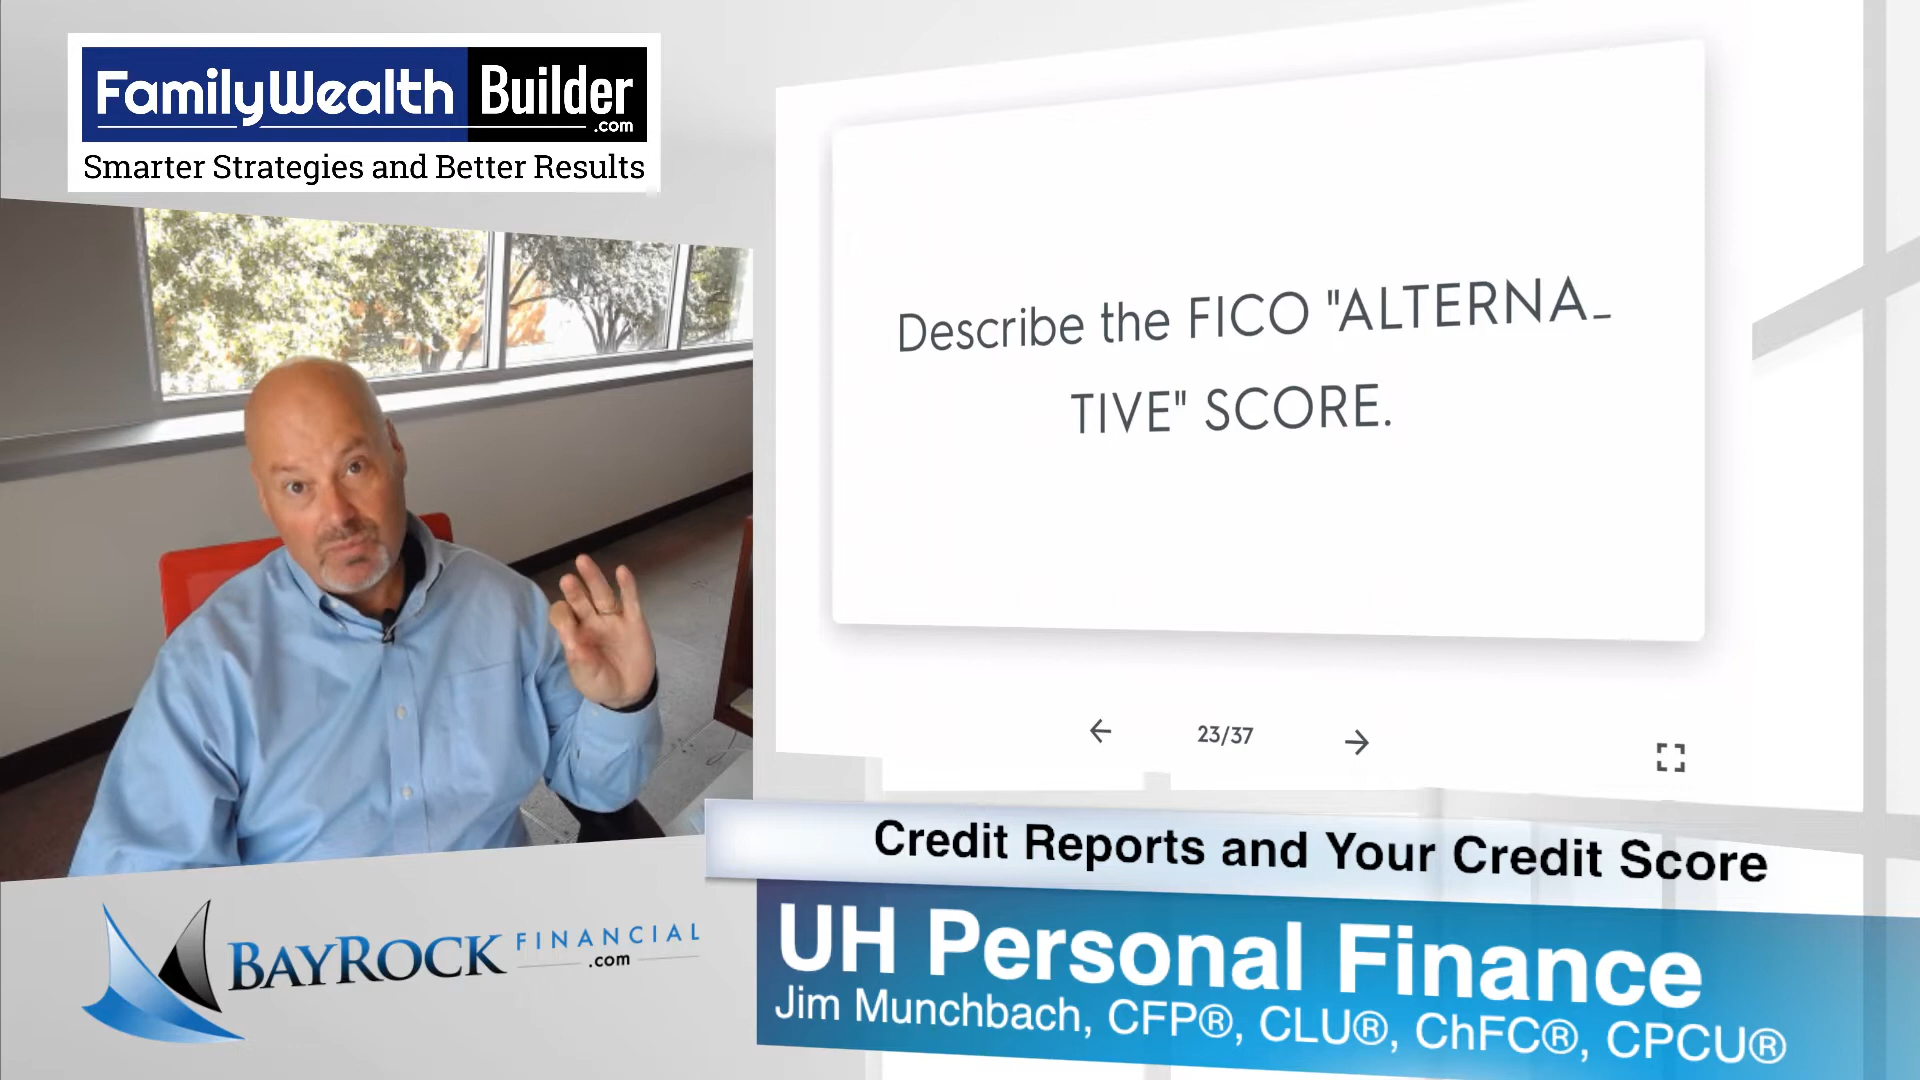 FamilyWealth Builder
.com
Smarter Strategies and Better Results
Describe the FICO "ALTERNA_
TIVE" SCORE.
23/37
Credit Reports and Your Credit Score
UH Personal Finance
Jim Munchbach, CFP®, CLU®, ChFC®, CPCU®
BAYROCK FINANCIAL
.com